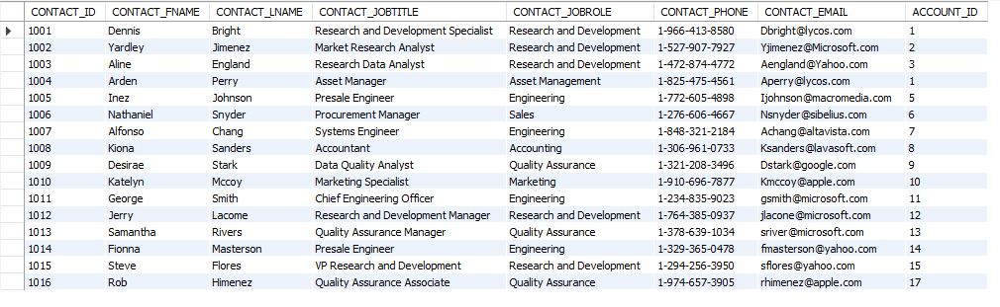 CONTACT_ID CONTACT_FNAME CONTACT_LNAME CONTACT_JOBTITLE CONTACT_JOBROLE CONTACT_PHONE CONTACT_EMAIL ACCOUNT_ID
1001 Dennis Bright Research and Development Specialist Research and Development 1-966-413-8580 Dbright@lycos.com 1
1002 Yardley Jimenez Market Research Analyst Research and Development 1-527-907-7927 Yjimenez@Microsoft.com 2
1003 Aline England Research Data Analyst Research and Development 1-472-874-4772 Aengland@Yahoo.com 3
1004 Arden Perry Asset Manager Asset Management 1-825-475-4561 Aperry@lycos.com 1
1005 Inez Johnson Presale Engineer Engineering 1-772-605-4898 Ijohnson@macromedia.com 5
1006 Nathaniel Snyder Procurement Manager Sales 1-276-606-4667 Nsnyder@sibelius.com 6
1007 Alfonso Chang Systems Engineer Engineering 1-848-321-2184 Achang@altavista.com 7
1008 Kiona Sanders Accountant Accounting 1-306-961-0733 Ksanders@lavasoft.com 8
1009 Desirae Stark Data Quality Analyst Quality Assurance 1-321-208-3496 Dstark@google.com 9
1010 Katelyn Mccoy Marketing Specialist Marketing 1-910-696-7877 Kmccoy@apple.com 10
1011 George Smith Chief Engineering Officer Engineering 1-234-835-9023 gsmith@microsoft.com 11
1012 Jerry Lacome Research and Development Manager Research and Development 1-764-385-0937 jlacone@microsoft.com 12
1013 Samantha Rivers Quality Assurance Manager Quality Assurance 1-378-639-1034 sriver@microsoft.com 13
1014 Fionna Masterson Presale Engineer Engineering 1-329-365-0478 fmasterson@yahoo.com 14
1015 Steve Flores VP Research and Development Research and Development 1-294-256-3950 sflores@yahoo.com 15
1016 Rob Himenez Quality Assurance Associate Quality Assurance 1-974-657-3905 rhimenez@apple.com 17